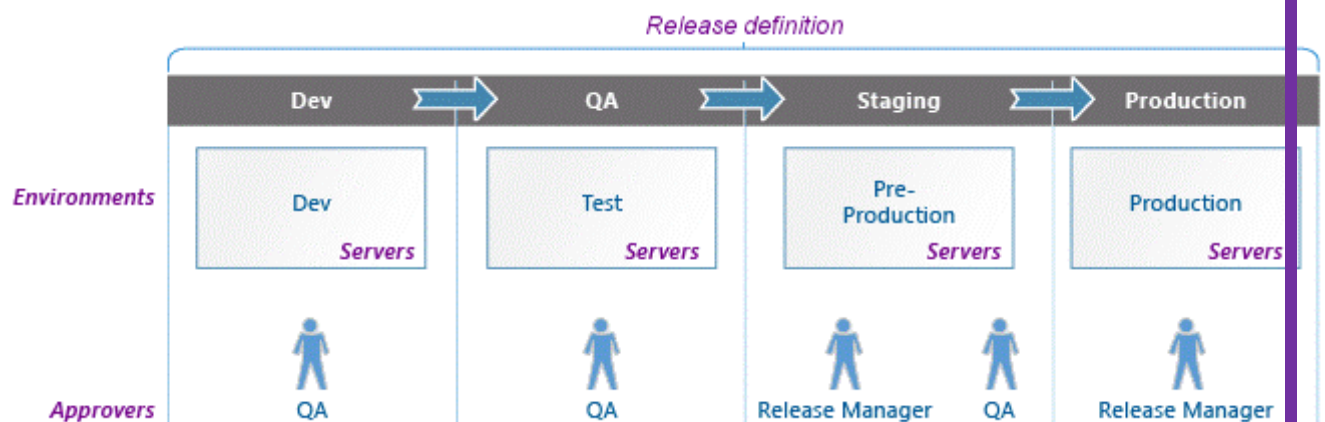 Release definition
Dev QA Staging Production
Environments
Dev Test Pre-
Production Production
Servers Servers Servers Servers
Approvers QA QA Release Manager QA Release Manager